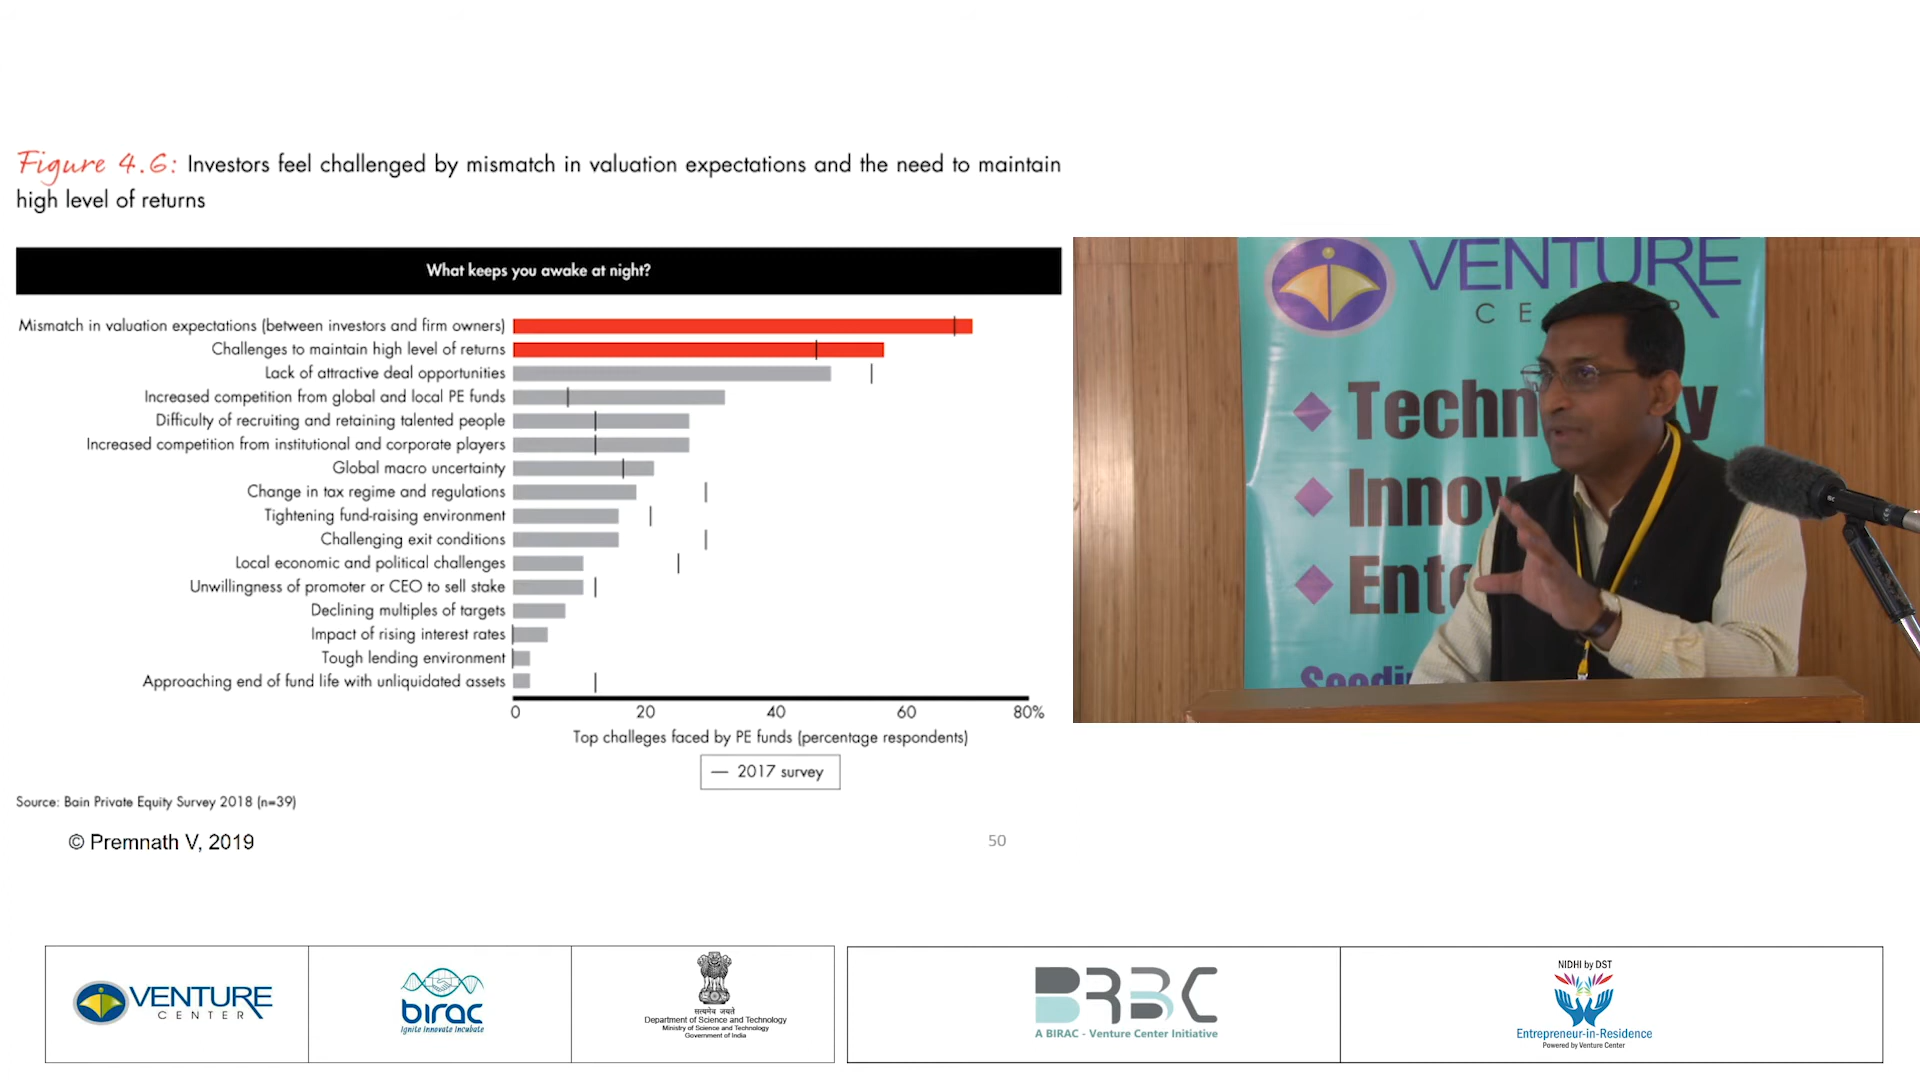 Figure 4.6: Investors feel challenged by mismatch in valuation expectations and the need to maintain
high level of returns
What keeps you awake at night?
Mismatch in valuation expectations (between investors and firm owners)
Challenges to maintain high level of returns
Lack of attractive deal opportunities
Increased competition from global and local PE funds
Difficulty of recruiting and retaining talented people
Increased competition from institutional and corporate players
Global macro uncertainty
Change in tax regime and regulations
Tightening fund-raising environment
Challenging exit conditions
Local economic and political challenges
Unwillingness of promoter or CEO to sell stake
Declining multiples of targets
Impact of rising interest rates
Tough lending environment
Approaching end of fund life with unliquidated assets
0 20 40 60 80%
Top challeges faced by PE funds (percentage respondents)
— 2017 survey
Source: Bain Private Equity Survey 2018 (n=39)
© Premnath V, 2019
50
VENTURE
VENTURE
CENTER
birac
Ignite Innovate Incubate
सत्यमेव जयते
Department of Science and Technology
Ministry of Science and Technology
Government of India
BRBC
A BIRAC - Venture Center Initiative
NIDHI by DST
Entrepreneur-in-Residence
Powered by Venture Center